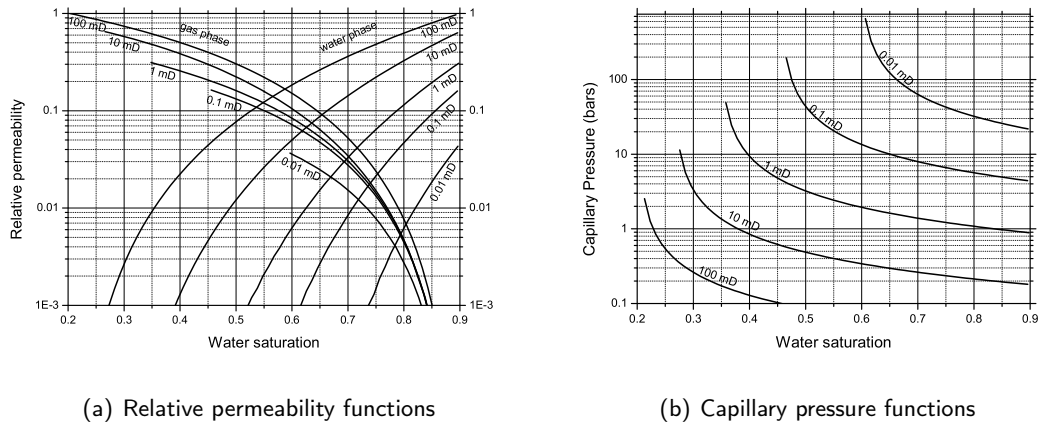 1
0.1
0.01
1E-3
Relative permeability
100 mD
10 mD
1 mD
0.1 mD
0.01 mD
gas phase
water phase
100 mD
10 mD
1 mD
0.1 mD
0.01 mD
1
0.1
0.01
1E-3
0.2 0.3 0.4 0.5 0.6 0.7 0.8 0.9
Water saturation
(a) Relative permeability functions
100
10
1
0.1
Capillary Pressure (bars)
0.01 mD
0.1 mD
1 mD
10 mD
100 mD
0.2 0.3 0.4 0.5 0.6 0.7 0.8 0.9
Water saturation
(b) Capillary pressure functions